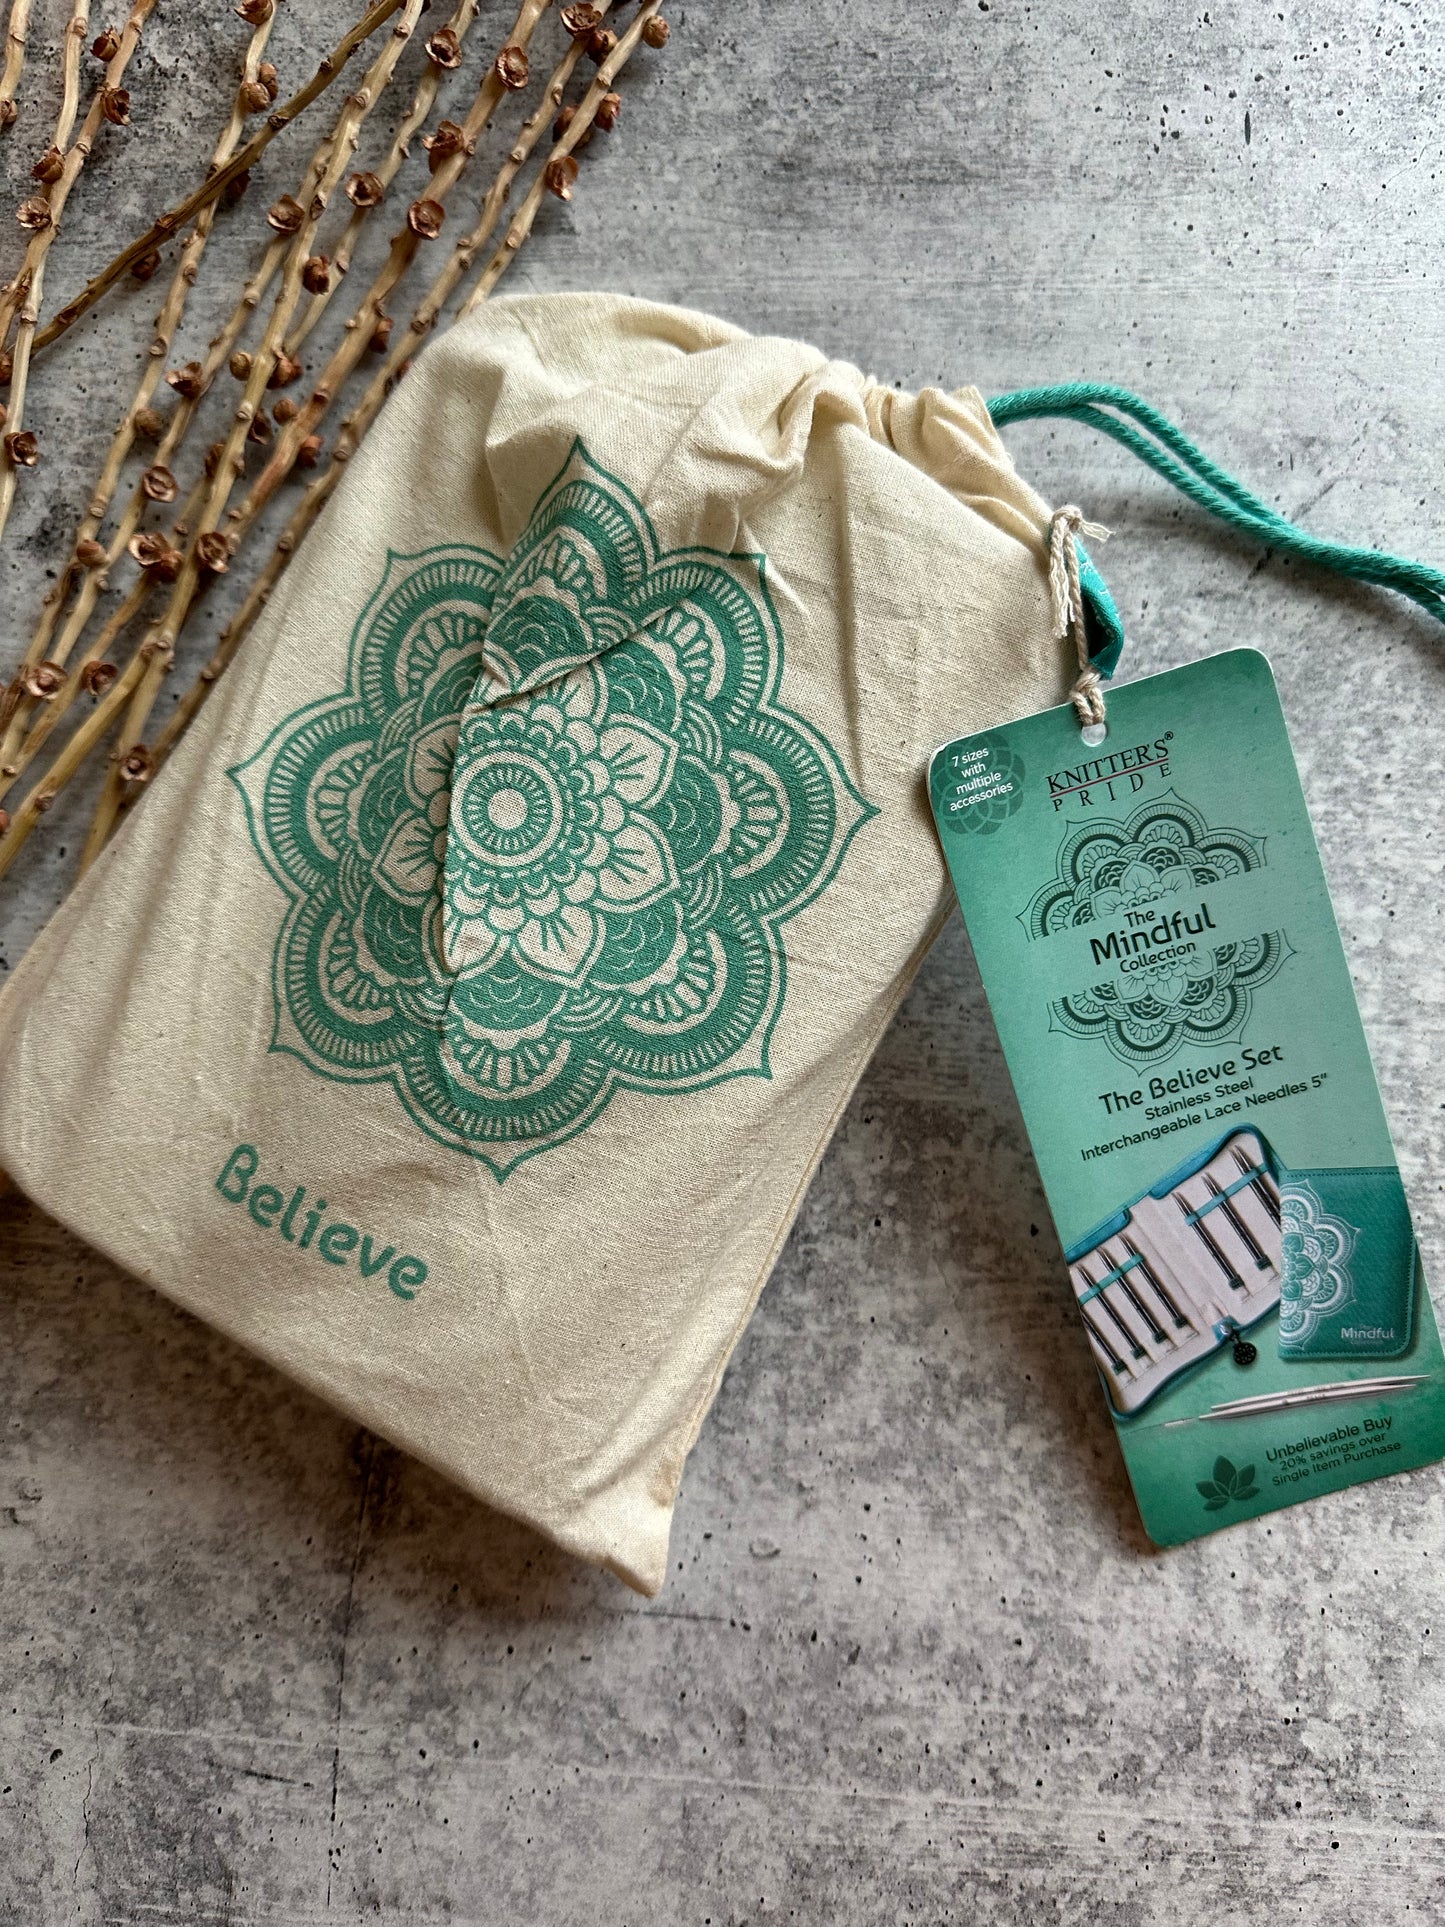 Believe
7 sizes
with
multiple
accessories
KNITTER'S®
PRIDE
The
Mindful
Collection
The Believe Set
Stainless Steel
Interchangeable Lace Needles 5"
Mindful
Unbelievable Buy
20% savings over
Single Item Purchase